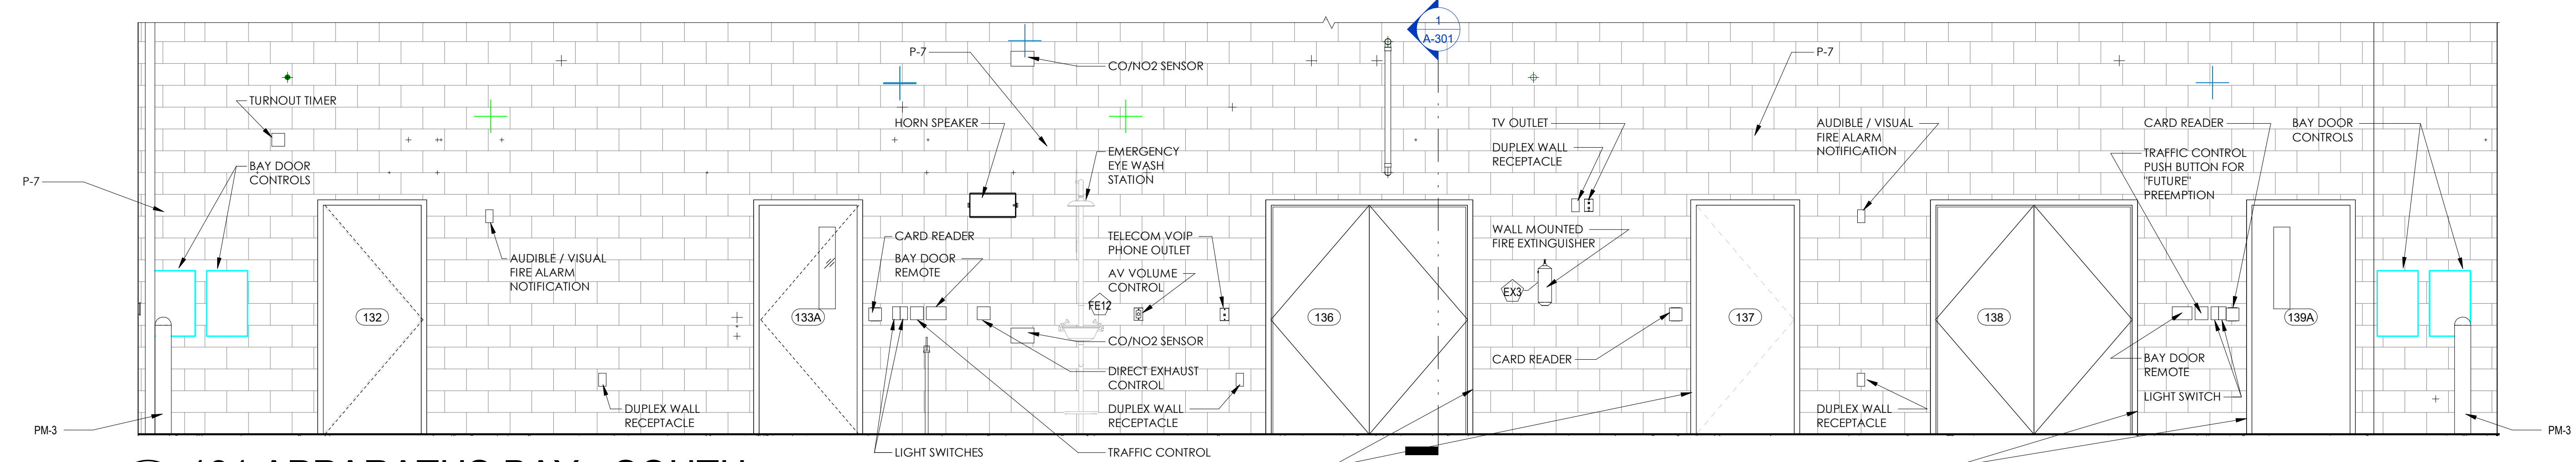 1
A-301
P-7
P-7
CO/NO2 SENSOR
TURNOUT TIMER
HORN SPEAKER
TV OUTLET
AUDIBLE / VISUAL
FIRE ALARM
NOTIFICATION
CARD READER
BAY DOOR
CONTROLS
DUPLEX WALL
RECEPTACLE
EMERGENCY
EYE WASH
STATION
TRAFFIC CONTROL
PUSH BUTTON FOR
"FUTURE"
PREEMPTION
BAY DOOR
CONTROLS
P-7
CARD READER
BAY DOOR
REMOTE
TELECOM VOIP
PHONE OUTLET
WALL MOUNTED
FIRE EXTINGUISHER
AUDIBLE / VISUAL
FIRE ALARM
NOTIFICATION
AV VOLUME
CONTROL
EX3
FE12
132
133A
136
137
138
139A
CO/NO2 SENSOR
CARD READER
BAY DOOR
REMOTE
DIRECT EXHAUST
CONTROL
LIGHT SWITCH
DUPLEX WALL
RECEPTACLE
DUPLEX WALL
RECEPTACLE
DUPLEX WALL
RECEPTACLE
PM-3
PM-3
LIGHT SWITCHES
TRAFFIC CONTROL